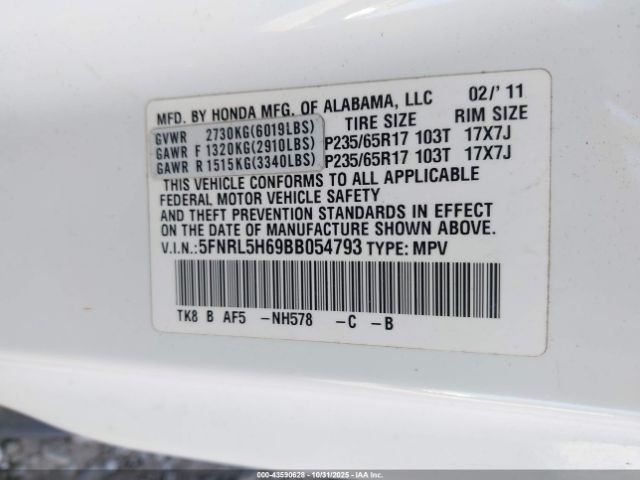 MFD. BY HONDA MFG. OF ALABAMA, LLC 02/'11
TIRE SIZE RIM SIZE
GVWR 2730KG(6019LBS)
GAWR F 1320KG(2910LBS) P235/65R17 103T 17X7J
GAWR R 1515KG(3340LBS) P235/65R17 103T 17X7J
THIS VEHICLE CONFORMS TO ALL APPLICABLE
FEDERAL MOTOR VEHICLE SAFETY
AND THEFT PREVENTION STANDARDS IN EFFECT
ON THE DATE OF MANUFACTURE SHOWN ABOVE.
V.I.N.:5FNRL5H69BB054793 TYPE: MPV
TK8 B AF5 -NH578 -C -B
000-43590628 - 10/31/2025 - IAAI.COM